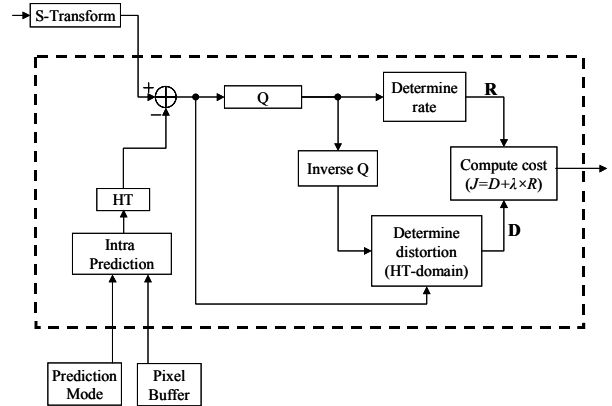 S-Transform
+
−
Q
Determine
rate
R
Inverse Q
Compute cost
(J=D+λ×R)
HT
Intra
Prediction
Determine
distortion
(HT-domain)
D
Prediction
Mode
Pixel
Buffer